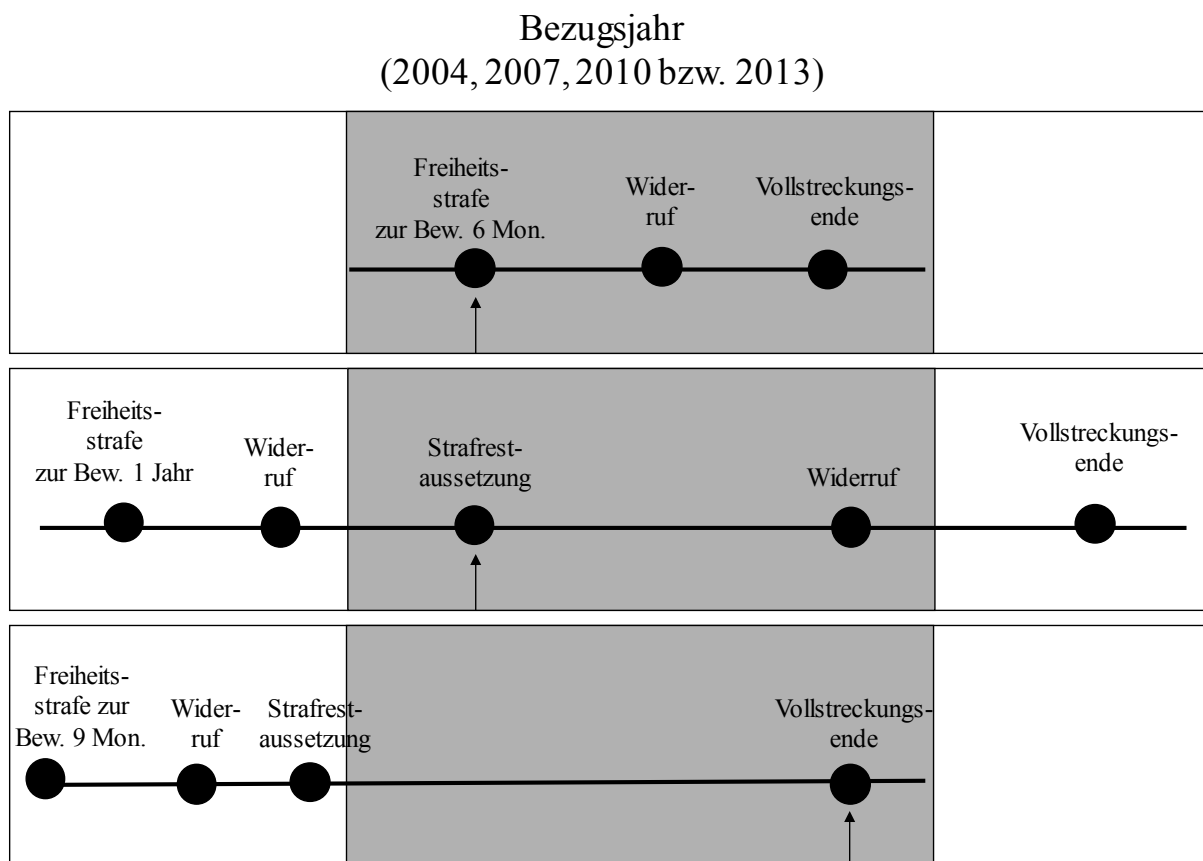 Bezugsjahr
(2004, 2007, 2010 bzw. 2013)
Freiheits-
strafe
zur Bew. 6 Mon.
Wider-
ruf
Vollstreckungs-
ende
Freiheits-
strafe
zur Bew. 1 Jahr
Wider-
ruf
Strafrest-
aussetzung
Widerruf
Vollstreckungs-
ende
Freiheits-
strafe zur
Bew. 9 Mon.
Wider-
ruf
Strafrest-
aussetzung
Vollstreckungs-
ende